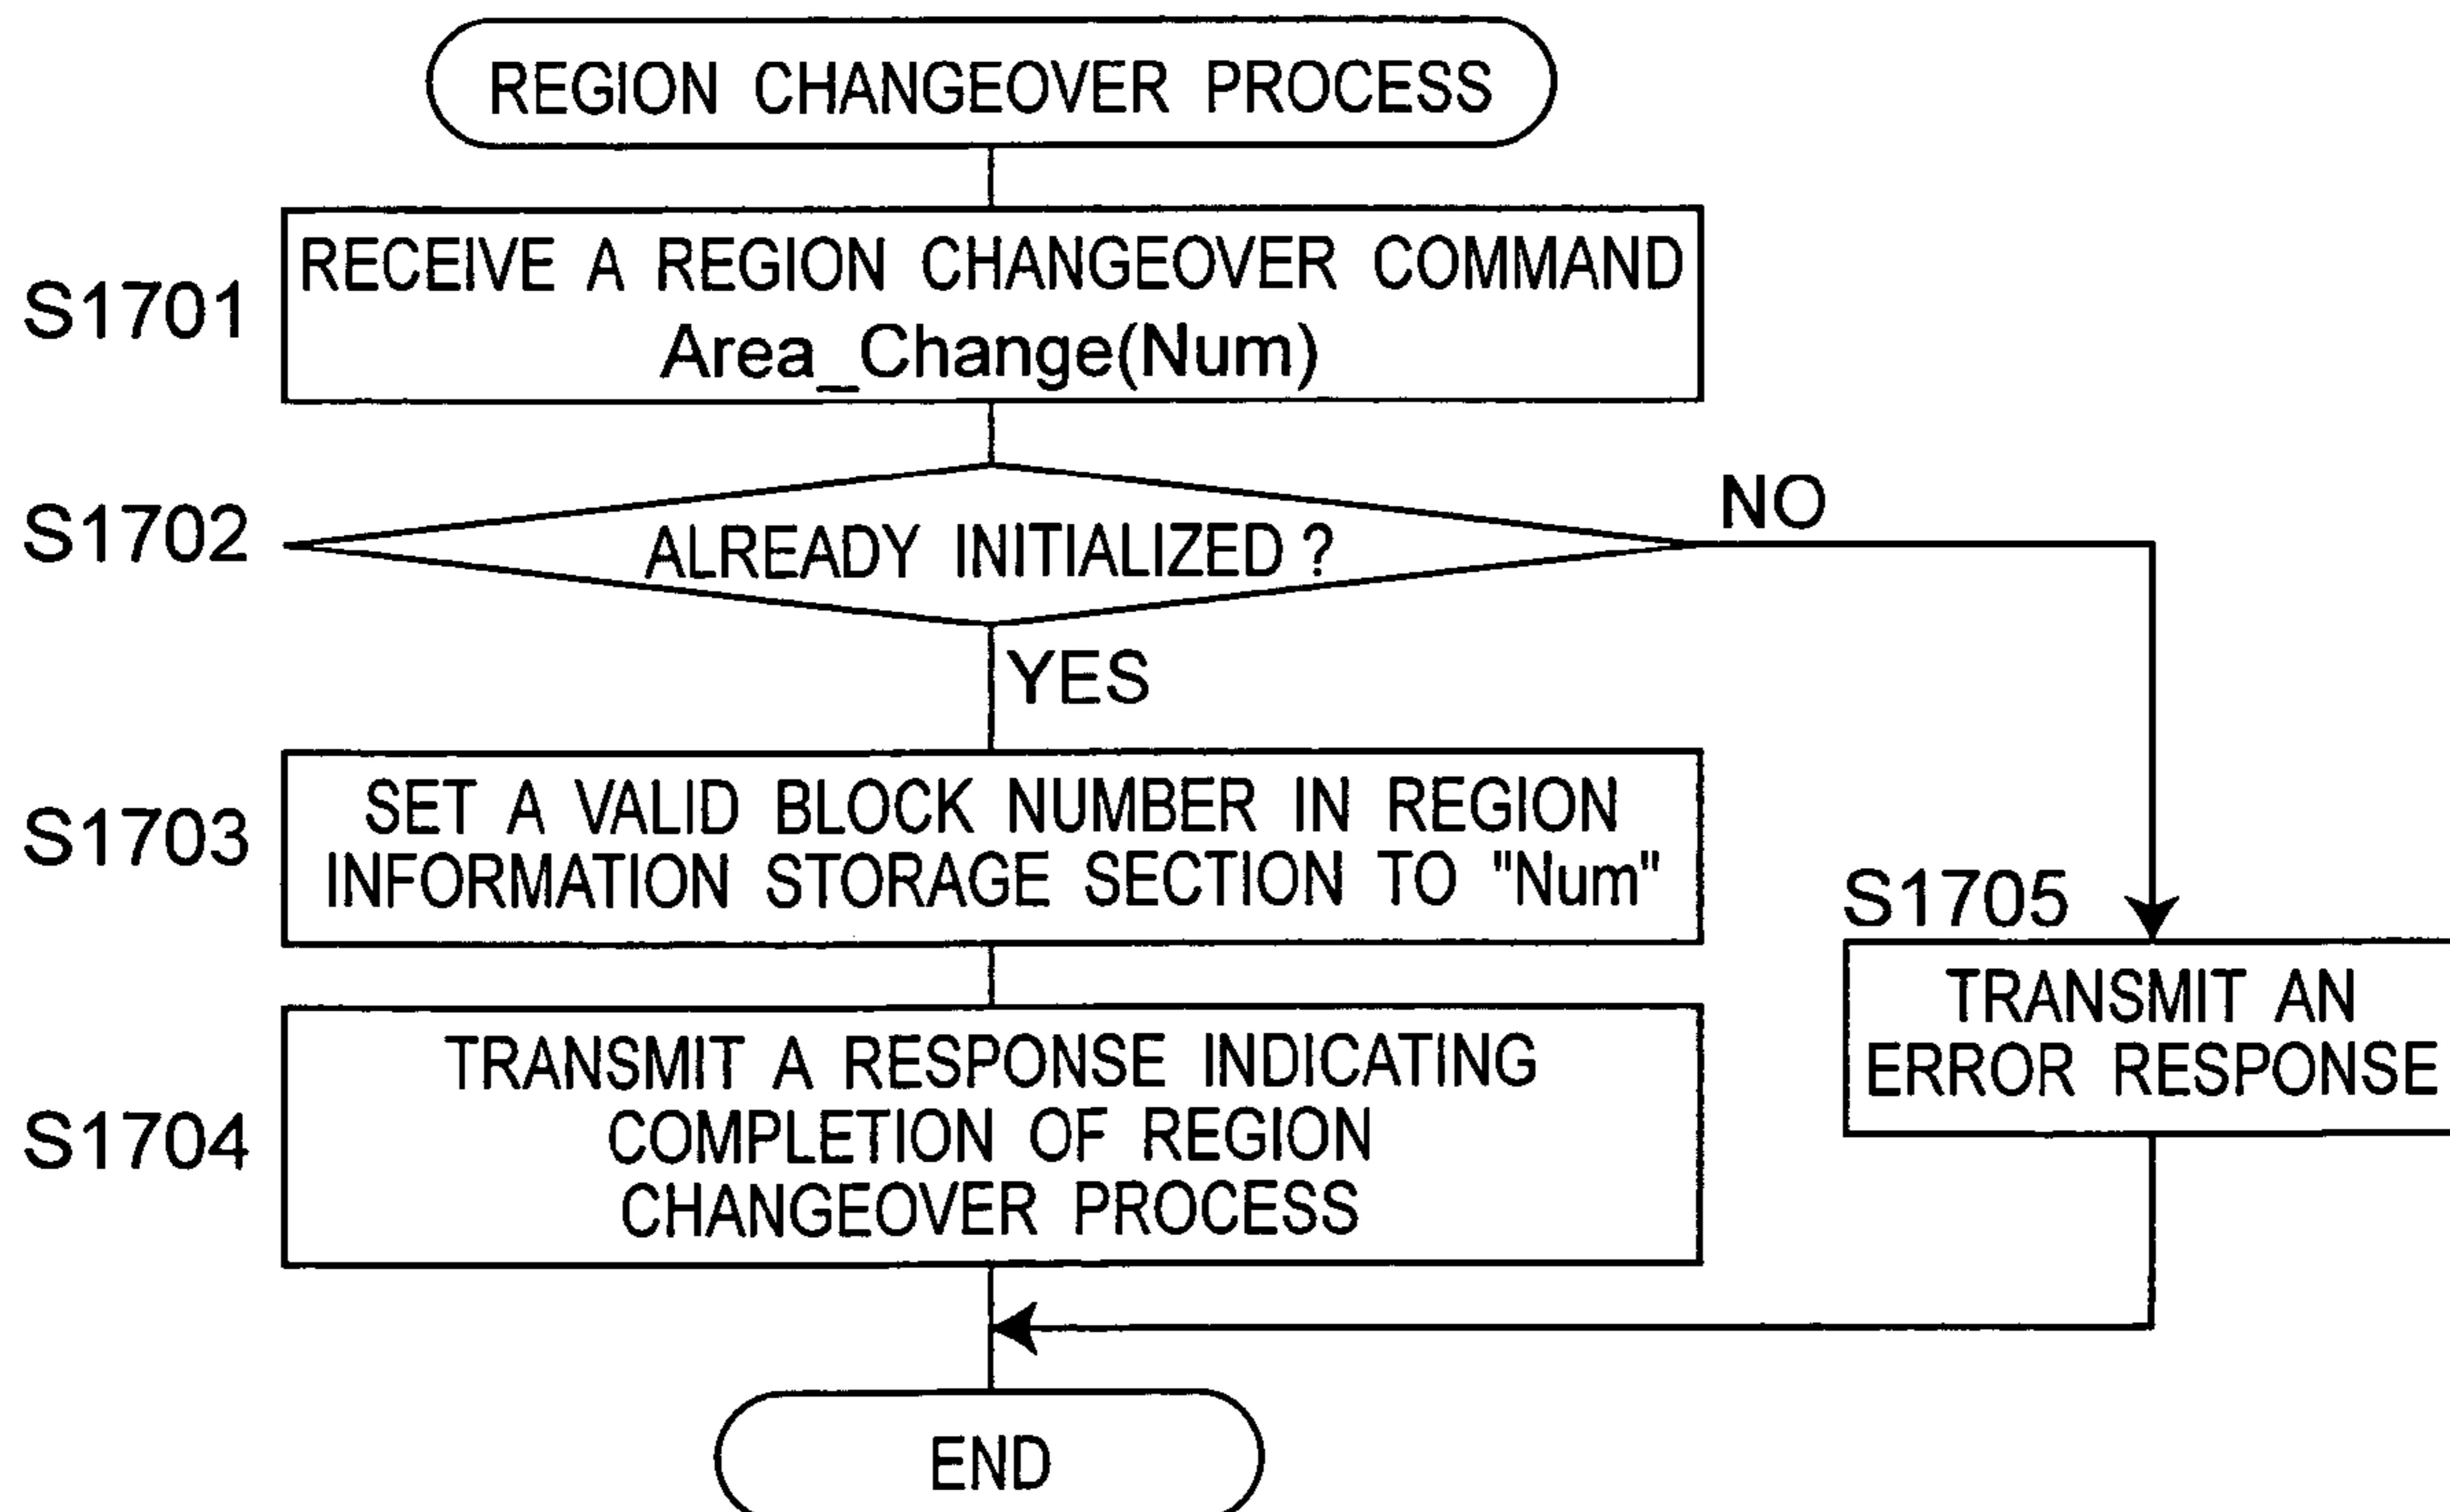 REGION CHANGEOVER PROCESS
S1701
RECEIVE A REGION CHANGEOVER COMMAND
Area_Change(Num)
S1702
ALREADY INITIALIZED ?
NO
YES
S1703
SET A VALID BLOCK NUMBER IN REGION
INFORMATION STORAGE SECTION TO "Num"
S1705
TRANSMIT AN
ERROR RESPONSE
S1704
TRANSMIT A RESPONSE INDICATING
COMPLETION OF REGION
CHANGEOVER PROCESS
END